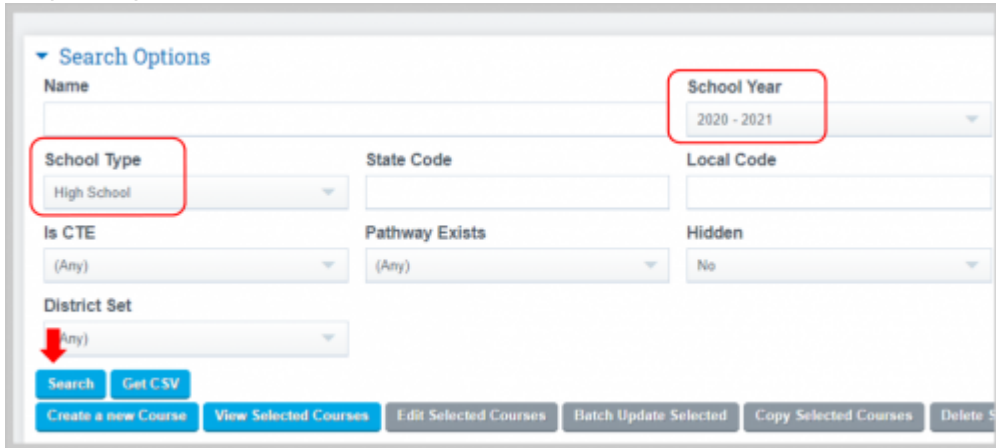 Search Options
Name School Year
2020 - 2021
School Type State Code Local Code
High School
Is CTE Pathway Exists Hidden
(Any) (Any) No
District Set
Any)
Search Get CSV
Create a new Course View Selected Courses Edit Selected Courses Batch Update Selected Copy Selected Courses Delete S